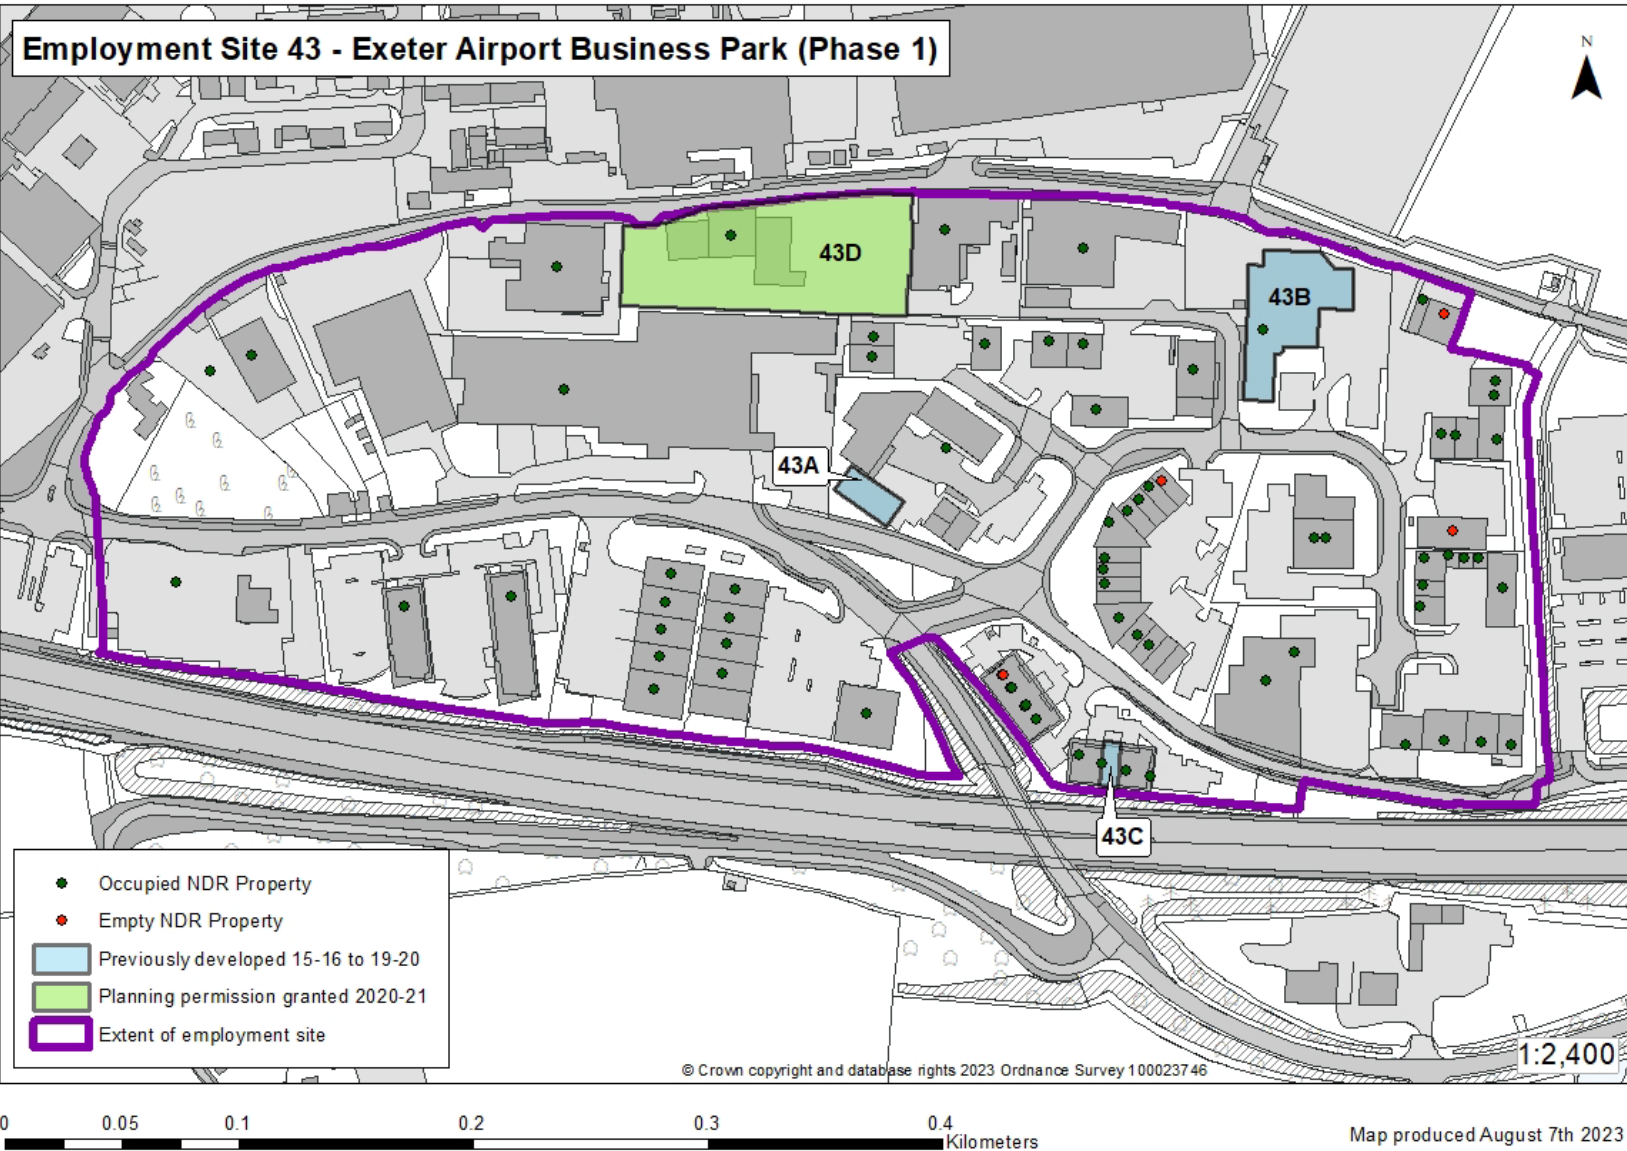 Employment Site 43 - Exeter Airport Business Park (Phase 1)
N
43D
43B
43A
43C
Occupied NDR Property
Empty NDR Property
Previously developed 15-16 to 19-20
Planning permission granted 2020-21
Extent of employment site
1:2,400
© Crown copyright and database rights 2023 Ordnance Survey 100023746
0 0.05 0.1 0.2 0.3 0.4
Kilometers
Map produced August 7th 2023